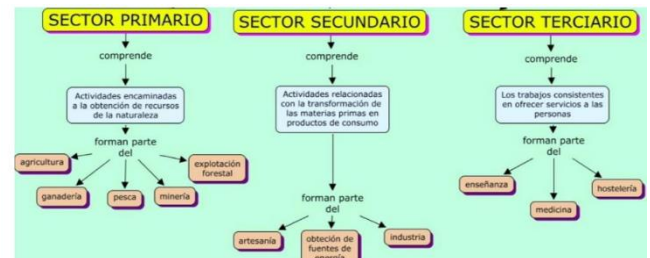 SECTOR PRIMARIO
comprende
Actividades encaminadas
a la obtención de recursos
de la naturaleza
forman parte
del
agricultura
ganadería
pesca
minería
explotación
forestal
SECTOR SECUNDARIO
comprende
Actividades relacionadas
con la transformación de
las materias primas en
productos de consumo
forman parte
del
artesanía
obteción de
fuentes de
energía
industria
SECTOR TERCIARIO
comprende
Los trabajos consistentes
en ofrecer servicios a las
personas
forman parte
del
enseñanza
medicina
hostelería